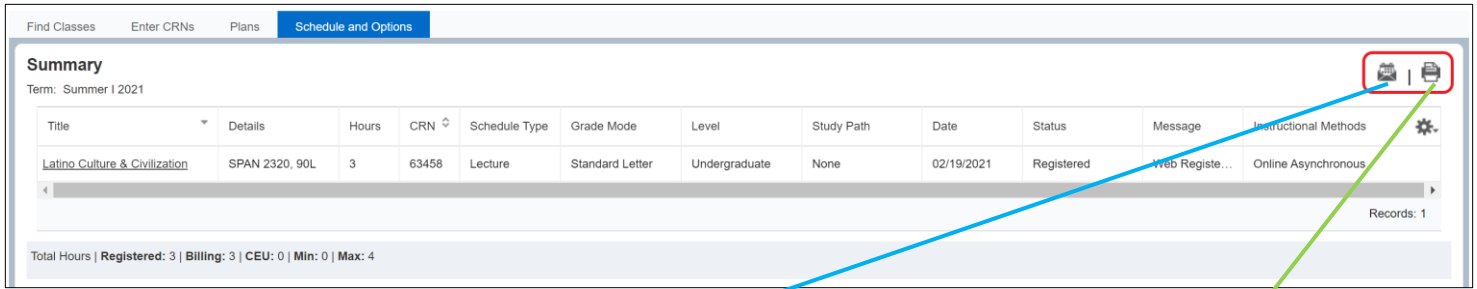 Find Classes Enter CRNs Plans Schedule and Options
Summary
Term: Summer I 2021
Title Details Hours CRN Schedule Type Grade Mode Level Study Path Date Status Message Instructional Methods
Latino Culture & Civilization SPAN 2320, 90L 3 63458 Lecture Standard Letter Undergraduate None 02/19/2021 Registered Web Registe... Online Asynchronous
Records: 1
Total Hours | Registered: 3 | Billing: 3 | CEU: 0 | Min: 0 | Max: 4